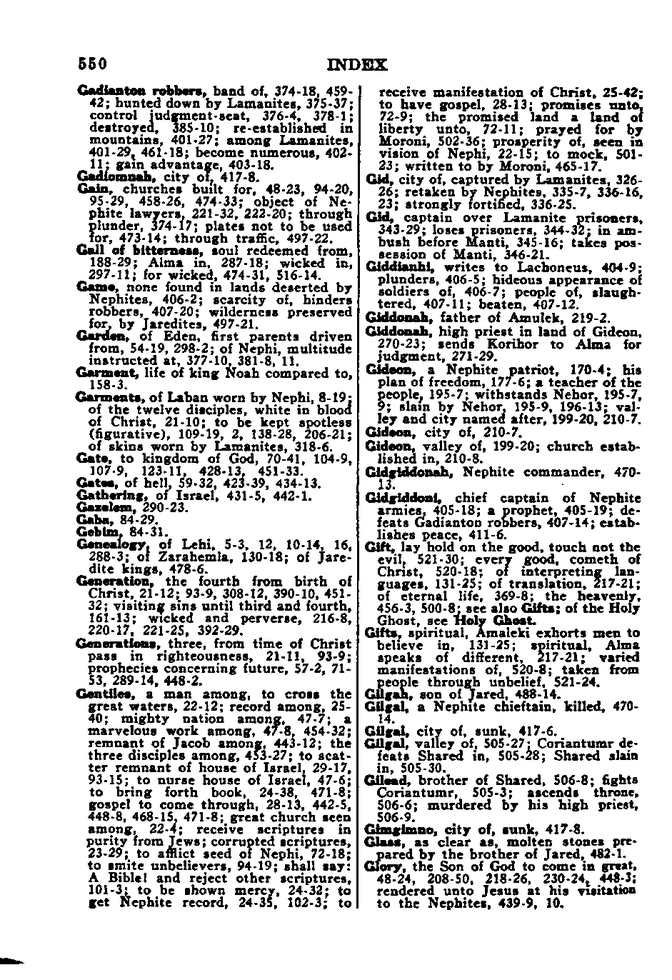 550
INDEX
Gadianton robbers, band of, 374-18, 459-
42; hunted down by Lamanites, 375-37;
control judgment-seat, 376-4, 378-1;
destroyed, 385-10; re-established in
mountains, 401-27; among Lamanites,
401-29, 461-18; become numerous, 402-
11; gain advantage, 403-18.
Gadiomnah, city of, 417-8.
Gain, churches built for, 48-23, 94-20,
95-29, 458-26, 474-33; object of Ne-
phite lawyers, 221-32, 222-20; through
plunder, 374-17; plates not to be used
for, 473-14; through traffic, 497-22.
Gall of bitterness, soul redeemed from,
188-29; Alma in, 287-18; wicked in,
297-11; for wicked, 474-31, 516-14.
Game, none found in lands deserted by
Nephites, 406-2; scarcity of, hinders
robbers, 407-20; wilderness preserved
for, by Jaredites, 497-21.
Garden, of Eden, first parents driven
from, 54-19, 298-2; of Nephi, multitude
instructed at, 377-10, 381-8, 11.
Garment, life of king Noah compared to,
158-3.
Garments, of Laban worn by Nephi, 8-19;
of the twelve disciples, white in blood
of Christ, 21-10; to be kept spotless
(figurative), 109-19, 2, 138-28, 206-21;
of skins worn by Lamanites, 318-6.
Gate, to kingdom of God, 70-41, 104-9,
107-9, 123-11, 428-13, 451-33.
Gates, of hell, 59-32, 423-39, 434-13.
Gathering, of Israel, 431-5, 442-1.
Gazelem, 290-23.
Gaba, 84-29.
Gebim, 84-31.
Genealogy, of Lehi, 5-3, 12, 10-14, 16,
288-3; of Zarahemla, 130-18; of Jare-
dite kings, 478-6.
Generation, the fourth from birth of
Christ, 21-12; 93-9, 308-12, 390-10, 451-
32; visiting sins until third and fourth,
161-13; wicked and perverse, 216-8,
220-17, 221-25, 392-29.
Generations, three, from time of Christ
pass in righteousness, 21-11, 93-9;
prophecies concerning future, 57-2, 71-
53, 289-14, 448-2.
Gentiles, a man among, to cross the
great waters, 22-12; record among, 25-
40; mighty nation among, 47-7; a
marvelous work among, 47-8, 454-32;
remnant of Jacob among, 443-12; the
three disciples among, 453-27; to scat-
ter remnant of house of Israel, 29-17,
93-15; to nurse house of Israel, 47-6;
to bring forth book, 24-38, 471-8;
gospel to come through, 28-13, 442-5,
448-8, 468-15, 471-8; great church seen
among, 22-4; receive scriptures in
purity from Jews; corrupted scriptures,
23-29; to afflict seed of Nephi, 72-18;
to smite unbelievers, 94-19; shall say:
A Bible! and reject other scriptures,
101-3; to be shown mercy, 24-32; to
get Nephite record, 24-35, 102-3; to
receive manifestation of Christ, 25-42;
to have gospel, 28-13; promises unto,
72-9; the promised land a land of
liberty unto, 72-11; prayed for by
Moroni, 502-36; prosperity of, seen in
vision of Nephi, 22-15; to mock, 501-
23; written to by Moroni, 465-17.
Gid, city of, captured by Lamanites, 326-
26; retaken by Nephites, 335-7, 336-16,
23; strongly fortified, 336-25.
Gid, captain over Lamanite prisoners,
343-29; loses prisoners, 344-32; in am-
bush before Manti, 345-16; takes pos-
session of Manti, 346-21.
Giddianhi, writes to Lachoneus, 404-9;
plunders, 406-5; hideous appearance of
soldiers of, 406-7; people of, slaugh-
tered, 407-11; beaten, 407-12.
Giddonah, father of Amulek, 219-2.
Giddonah, high priest in land of Gideon,
270-23; sends Korihor to Alma for
judgment, 271-29.
Gideon, a Nephite patriot, 170-4; his
plan of freedom, 177-6; a teacher of the
people, 195-7; withstands Nehor, 195-7,
9; slain by Nehor, 195-9, 196-13; val-
ley and city named after, 199-20, 210-7.
Gideon, city of, 210-7.
Gideon, valley of, 199-20; church estab-
lished in, 210-8.
Gidgiddonah, Nephite commander, 470-
13.
Gidgiddoni, chief captain of Nephite
armies, 405-18; a prophet, 405-19; de-
feats Gadianton robbers, 407-14; estab-
lishes peace, 411-6.
Gift, lay hold on the good, touch not the
evil, 521-30; every good, cometh of
Christ, 520-18; of interpreting lan-
guages, 131-25; of translation, 217-21;
of eternal life, 369-8; the heavenly,
456-3, 500-8; see also Gifts; of the Holy
Ghost, see Holy Ghost.
Gifts, spiritual, Amaleki exhorts men to
believe in, 131-25; spiritual, Alma
speaks of different, 217-21; varied
manifestations of, 520-8; taken from
people through unbelief, 521-24.
Gilgah, son of Jared, 488-14.
Gilgal, a Nephite chieftain, killed, 470-
14.
Gilgal, city of, sunk, 417-6.
Gilgal, valley of, 505-27; Coriantumr de-
feats Shared in, 505-28; Shared slain
in, 505-30.
Gilead, brother of Shared, 506-8; fights
Coriantumr, 505-3; ascends throne,
506-6; murdered by his high priest,
506-9.
Gimgimno, city of, sunk, 417-8.
Glass, as clear as, molten stones pre-
pared by the brother of Jared, 482-1.
Glory, the Son of God to come in great,
48-24, 208-50, 218-26, 230-24, 448-3;
rendered unto Jesus at his visitation
to the Nephites, 439-9, 10.